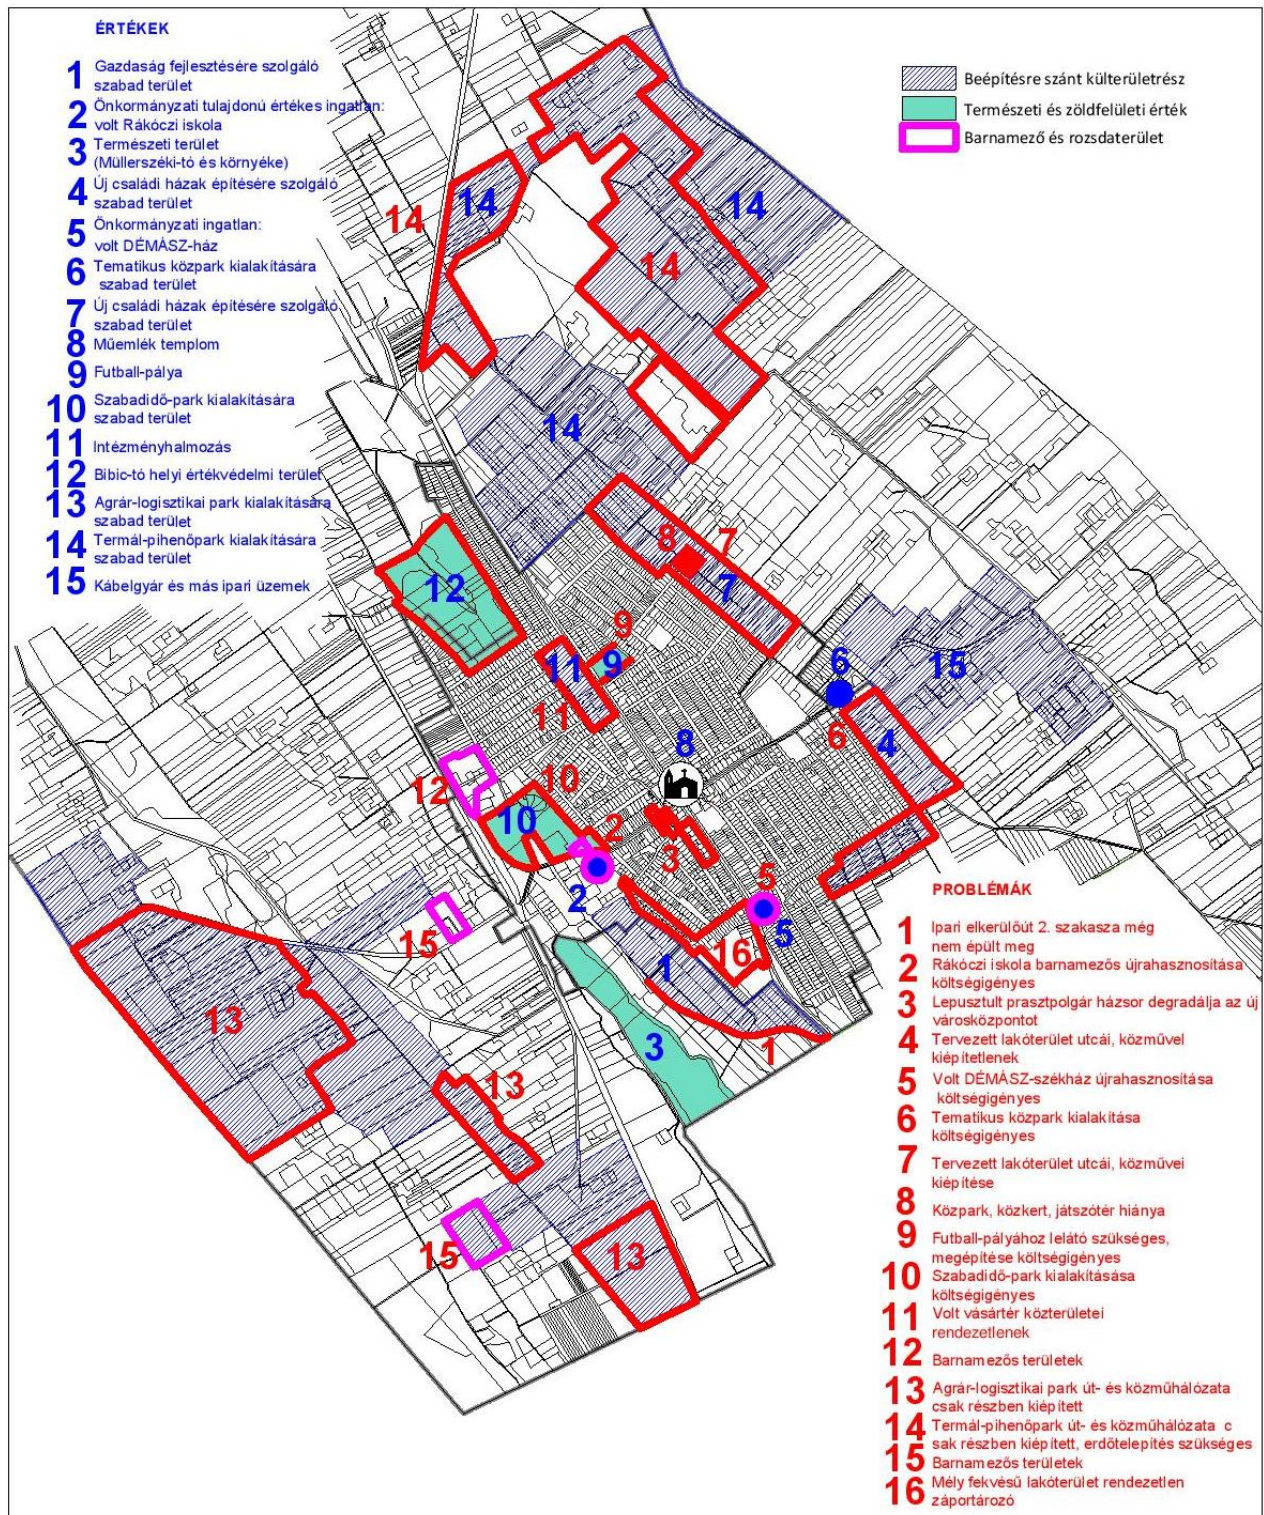 ÉRTÉKEK
1 Gazdaság fejlesztésére szolgáló
szabad terület
2 Önkormányzati tulajdonú értékes ingatlan:
volt Rákóczi iskola
3 Természeti terület
(Müllerszéki-tó és környéke)
4 Új családi házak építésére szolgáló
szabad terület
5 Önkormányzati ingatlan:
volt DÉMÁSZ-ház
6 Tematikus közpark kialakítására
szabad terület
7 Új családi házak építésére szolgáló
szabad terület
8 Műemlék templom
9 Futball-pálya
10 Szabadidő-park kialakítására
szabad terület
11 Intézményhalmozás
12 Bibic-tó helyi értékvédelmi terület
13 Agrár-logisztikai park kialakítására
szabad terület
14 Termál-pihenőpark kialakítására
szabad terület
15 Kábelgyár és más ipari üzemek
Beépítésre szánt külterületrész
Természeti és zöldfelületi érték
Barnamező és rozsdaterület
14
14
14
14
14
8
7
7
12
9
9
11
11
6
6
15
4
8
12
10
10
2
2
3
5
5
15
16
1
1
3
13
13
13
15
PROBLÉMÁK
1 Ipari elkerülőút 2. szakasza még
nem épült meg
2 Rákóczi iskola barnamezős újrahasznosítása
költségigényes
3 Lepusztult prasztpolgár házsor degradálja az új
városközpontot
4 Tervezett lakóterület utcái, közművel
kiépítetlenek
5 Volt DÉMÁSZ-székház újrahasznosítása
költségigényes
6 Tematikus közpark kialakítása
költségigényes
7 Tervezett lakóterület utcái, közművei
kiépítése
8 Közpark, közkert, játszótér hiánya
9 Futball-pályához lelátó szükséges,
megépítése költségigényes
10 Szabadidő-park kialakításása
költségigényes
11 Volt vásártér közterületei
rendezetlenek
12 Barnamezős területek
13 Agrár-logisztikai park út- és közműhálózata
csak részben kiépített
14 Termál-pihenőpark út- és közműhálózata c
sak részben kiépített, erdőtelepítés szükséges
15 Barnamezős területek
16 Mély fekvésű lakóterület rendezetlen
záportározó